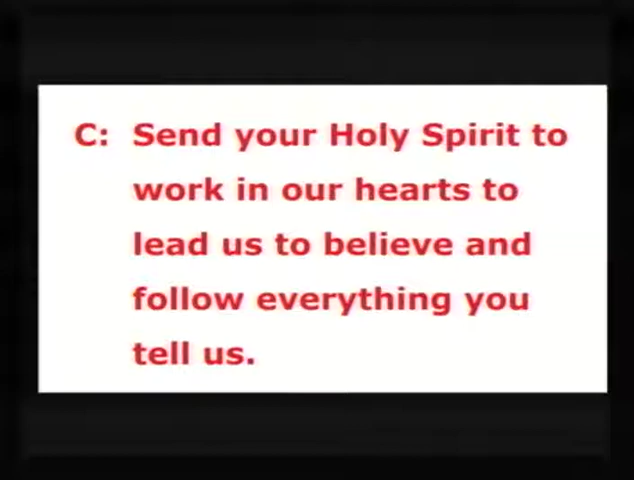 C: Send your Holy Spirit to
work in our hearts to
lead us to believe and
follow everything you
tell us.